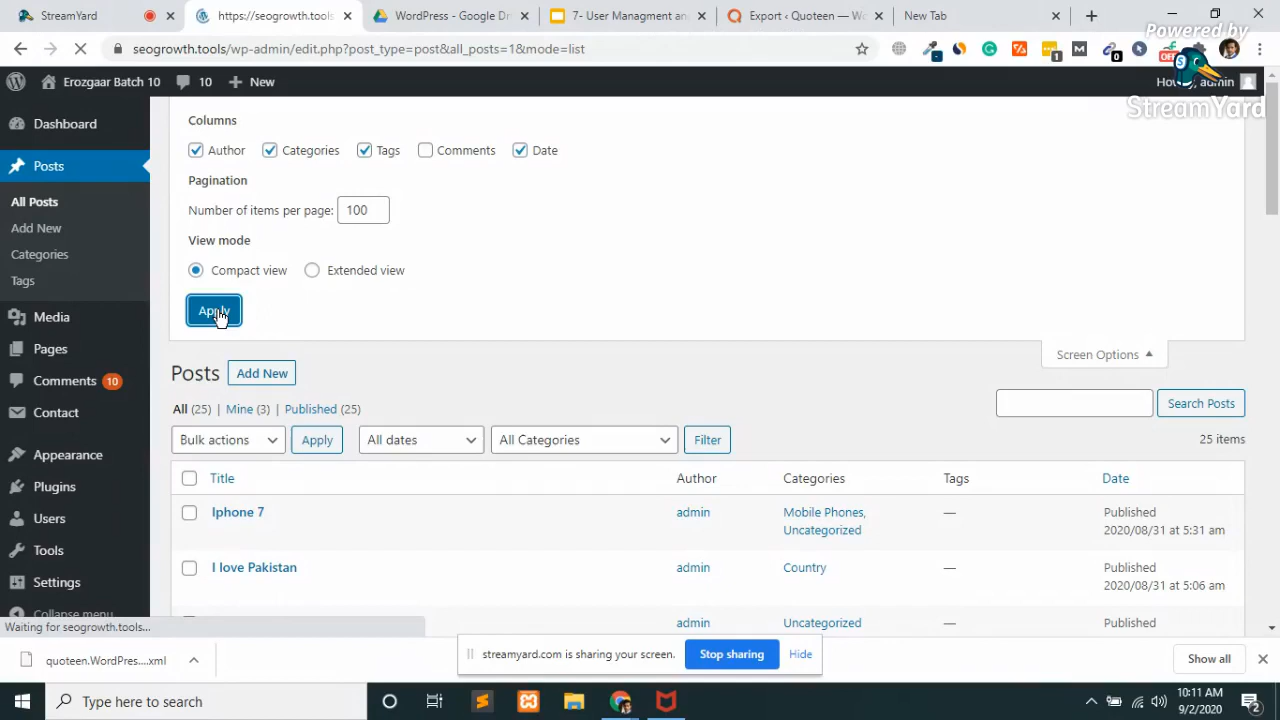 StreamYard
https://seogrowth.tools
WordPress - Google Dr
7- User Managment an
Export ‹ Quoteen — Wo
New Tab
Powered by
seogrowth.tools/wp-admin/edit.php?post_type=post&all_posts=1&mode=list
1
0
OFF
StreamYard
Erozgaar Batch 10
10
New
admin
Dashboard
Posts
All Posts
Add New
Categories
Tags
Media
Pages
Comments 10
Contact
Appearance
Plugins
Users
Tools
Settings
Collapse menu
Columns
Author Categories Tags Comments Date
Pagination
Number of items per page: 100
View mode
Compact view Extended view
Apply
Screen Options
Posts Add New
All (25) | Mine (3) | Published (25)
Search Posts
Bulk actions Apply All dates All Categories Filter
25 items
Title Author Categories Tags Date
Iphone 7 admin Mobile Phones, Uncategorized — Published 2020/08/31 at 5:31 am
I love Pakistan admin Country — Published 2020/08/31 at 5:06 am
admin Uncategorized — Published
Waiting for seogrowth.tools...
streamyard.com is sharing your screen. Stop sharing Hide
quoteen.WordPres....xml
Show all
Type here to search
10:11 AM
9/2/2020
2